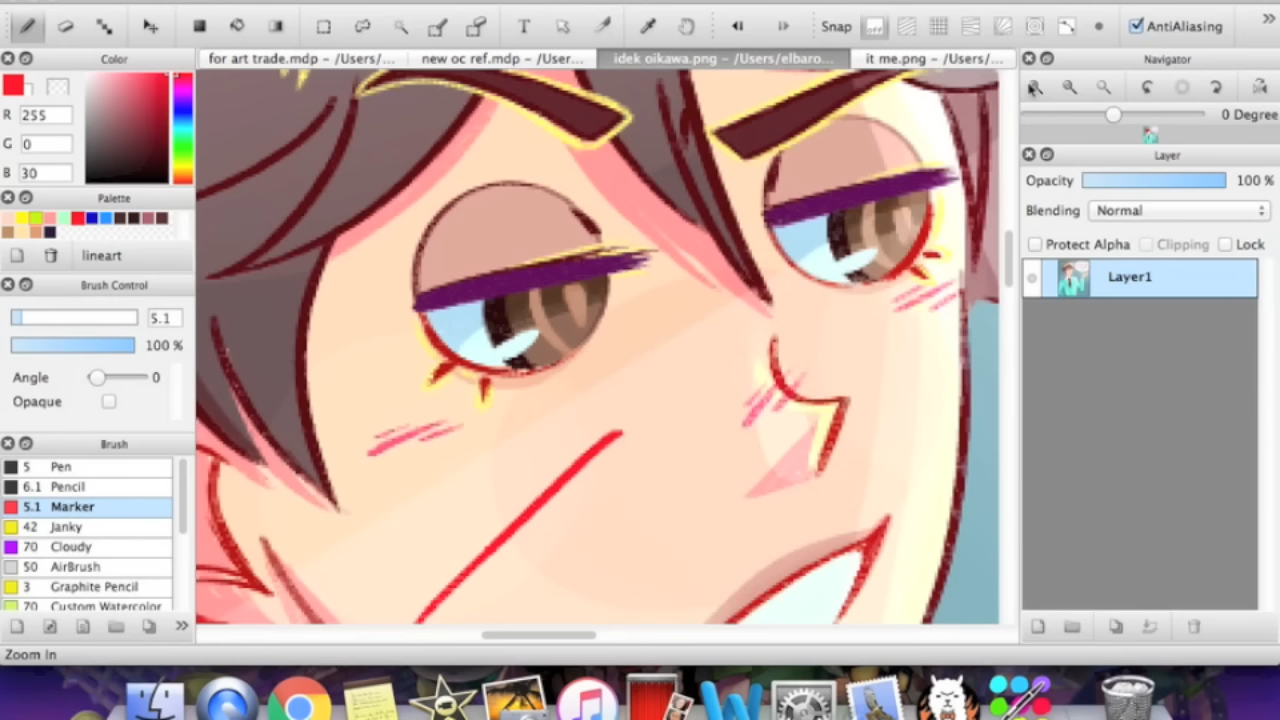 T
Snap
off
AntiAliasing
»
Color
for art trade.mdp – /Users/...
new oc ref.mdp – /User...
idek oikawa.png – /Users/elbaro...
it me.png – /Users/...
Navigator
R 255
G 0
B 30
0 Degree
Palette
lineart
Layer
Opacity 100 %
Blending Normal
Protect Alpha Clipping Lock
Layer1
Brush Control
5.1
100 %
Angle 0
Opaque
Brush
5 Pen
6.1 Pencil
5.1 Marker
42 Janky
70 Cloudy
50 AirBrush
3 Graphite Pencil
70 Custom Watercolor
»
Zoom In
W